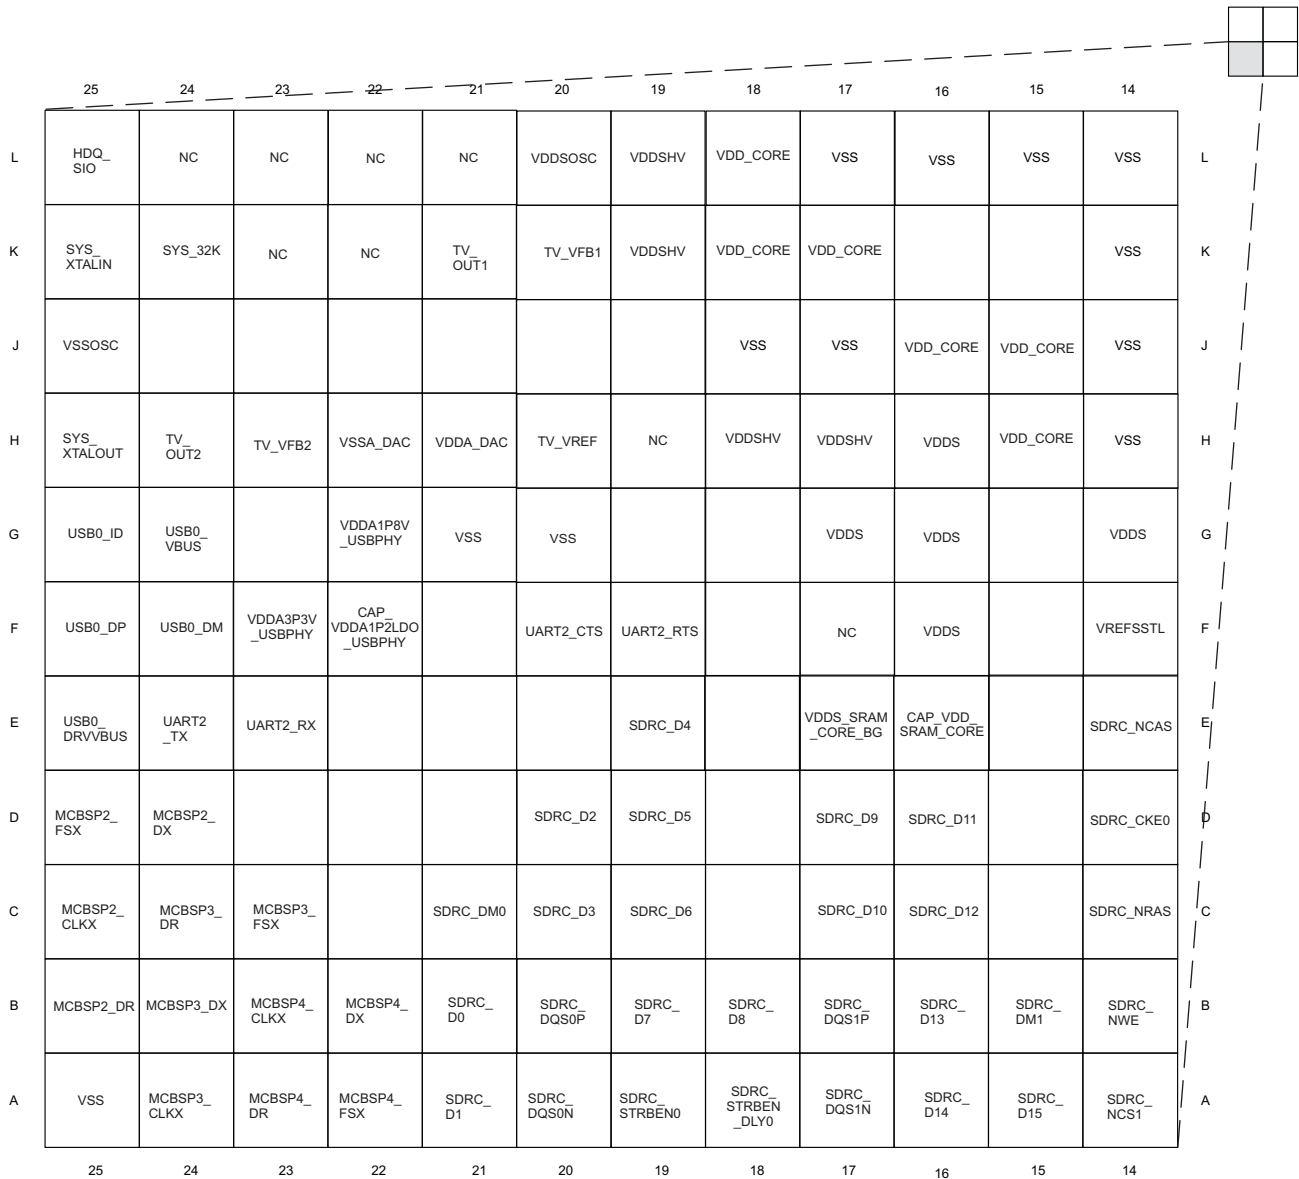 25 24 23 22 21 20 19 18 17 16 15 14
L HDQ_ NC NC NC NC VDDSOSC VDDSHV VDD_CORE VSS VSS VSS VSS L
SIO
K SYS_ SYS_32K NC NC TV_ TV_VFB1 VDDSHV VDD_CORE VDD_CORE VSS K
XTALIN OUT1
J VSSOSC VSS VSS VDD_CORE VDD_CORE VSS J
H SYS_ TV_ TV_VFB2 VSSA_DAC VDDA_DAC TV_VREF NC VDDSHV VDDSHV VDDS VDD_CORE VSS H
XTALOUT OUT2
G USB0_ID USB0_ VDDA1P8V VSS VSS VDDS VDDS VDDS G
VBUS _USBPHY
F USB0_DP USB0_DM VDDA3P3V CAP_ UART2_CTS UART2_RTS NC VDDS VREFSSTL F
_USBPHY VDDA1P2LDO
_USBPHY
E USB0_ UART2 UART2_RX SDRC_D4 VDDS_SRAM CAP_VDD_ SDRC_NCAS E
DRVVBUS _TX _CORE_BG SRAM_CORE
D MCBSP2_ MCBSP2_ SDRC_D2 SDRC_D5 SDRC_D9 SDRC_D11 SDRC_CKE0 D
FSX DX
C MCBSP2_ MCBSP3_ MCBSP3_ SDRC_DM0 SDRC_D3 SDRC_D6 SDRC_D10 SDRC_D12 SDRC_NRAS C
CLKX DR FSX
B MCBSP2_DR MCBSP3_DX MCBSP4_ MCBSP4_ SDRC_ SDRC_ SDRC_ SDRC_ SDRC_ SDRC_ SDRC_ SDRC_ B
CLKX DX D0 DQS0P D7 D8 DQS1P D13 DM1 NWE
A VSS MCBSP3_ MCBSP4_ MCBSP4_ SDRC_ SDRC_ SDRC_ SDRC_ SDRC_ SDRC_ SDRC_ SDRC_ A
CLKX DR FSX D1 DQS0N STRBEN0 STRBEN DQS1N D14 D15 NCS1
_DLY0
25 24 23 22 21 20 19 18 17 16 15 14